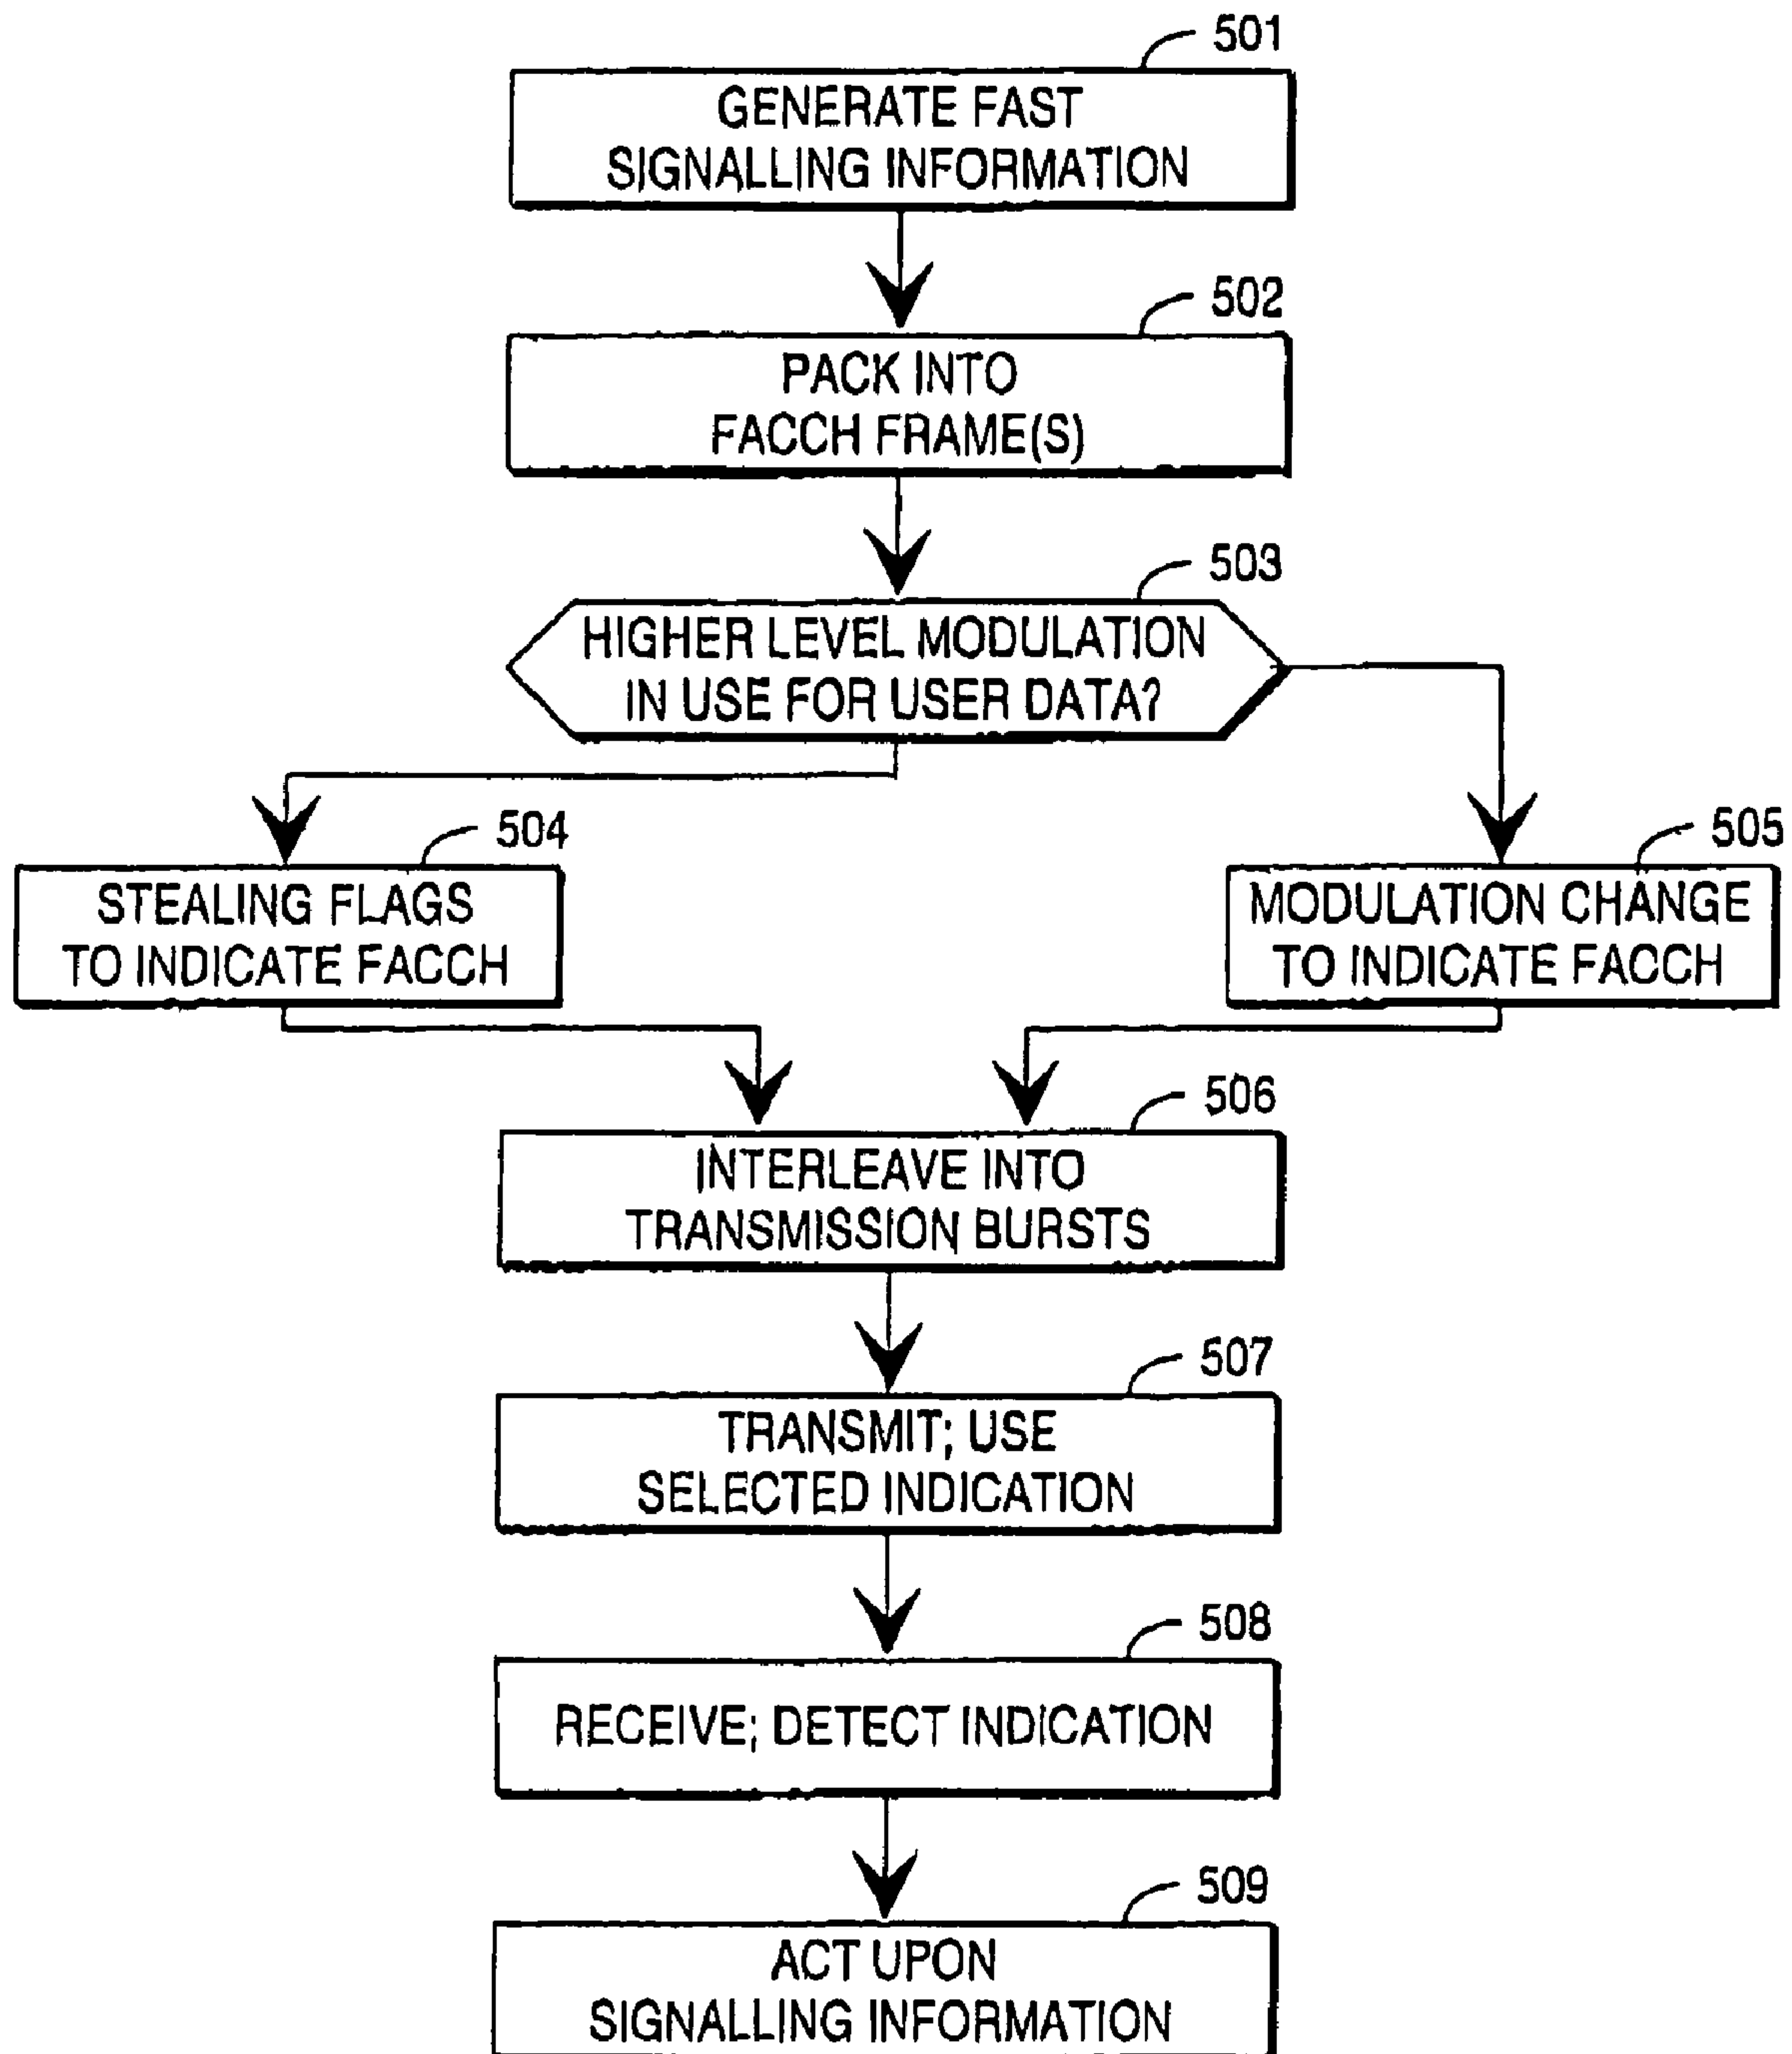 501
GENERATE FAST
SIGNALLING INFORMATION
502
PACK INTO
FACCH FRAME(S)
503
HIGHER LEVEL MODULATION
IN USE FOR USER DATA?
504
STEALING FLAGS
TO INDICATE FACCH
505
MODULATION CHANGE
TO INDICATE FACCH
506
INTERLEAVE INTO
TRANSMISSION BURSTS
507
TRANSMIT; USE
SELECTED INDICATION
508
RECEIVE; DETECT INDICATION
509
ACT UPON
SIGNALLING INFORMATION